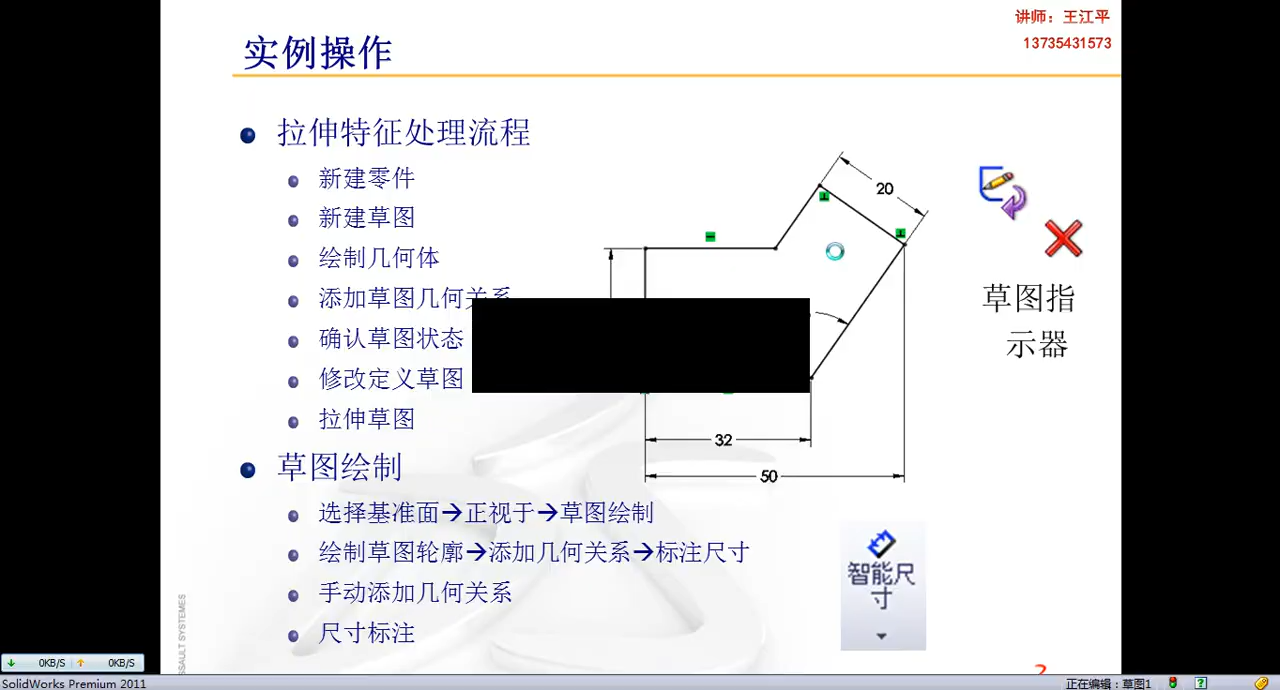 讲师：王江平
13735431573
实例操作
拉伸特征处理流程
新建零件
新建草图
绘制几何体
添加草图几何关系
确认草图状态
修改定义草图
拉伸草图
草图绘制
选择基准面→正视于→草图绘制
绘制草图轮廓→添加几何关系→标注尺寸
手动添加几何关系
尺寸标注
20
32
50
草图指
示器
智能尺
寸
SSAULT SYSTEMES
2
0KB/S 0KB/S
SolidWorks Premium 2011
正在编辑：草图1